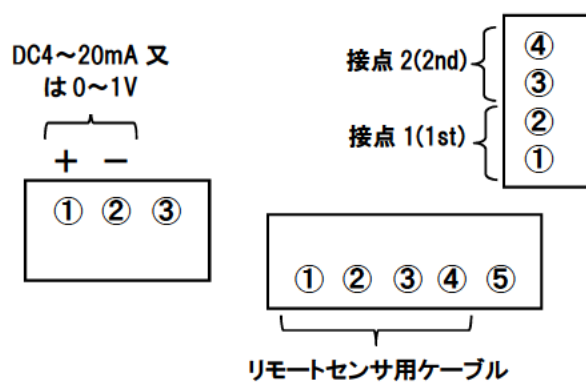 DC4～20mA 又
は 0～1V
+ −
① ② ③
接点 2(2nd)
接点 1(1st)
④
③
②
①
① ② ③ ④ ⑤
リモートセンサ用ケーブル